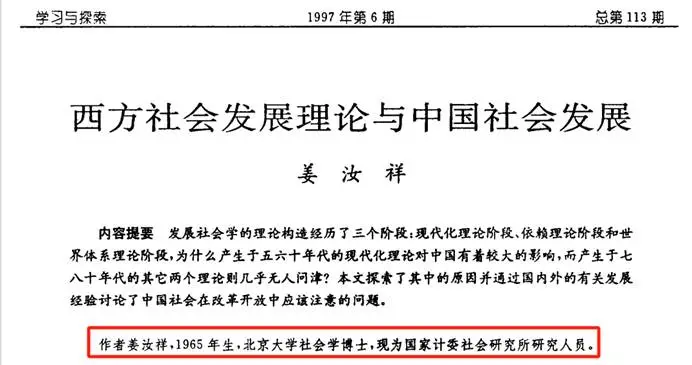 学习与探索 1997年第6期 总第113期
西方社会发展理论与中国社会发展
姜汝祥
内容提要 发展社会学的理论构造经历了三个阶段:现代化理论阶段、依赖理论阶段和世
界体系理论阶段,为什么产生于五六十年代的现代化理论对中国有着较大的影响,而产生于七
八十年代的其它两个理论则几乎无人问津?本文探索了其中的原因并通过国内外的有关发展
经验讨论了中国社会在改革开放中应该注意的问题。
作者姜汝祥,1965年生,北京大学社会学博士,现为国家计委社会研究所研究人员。